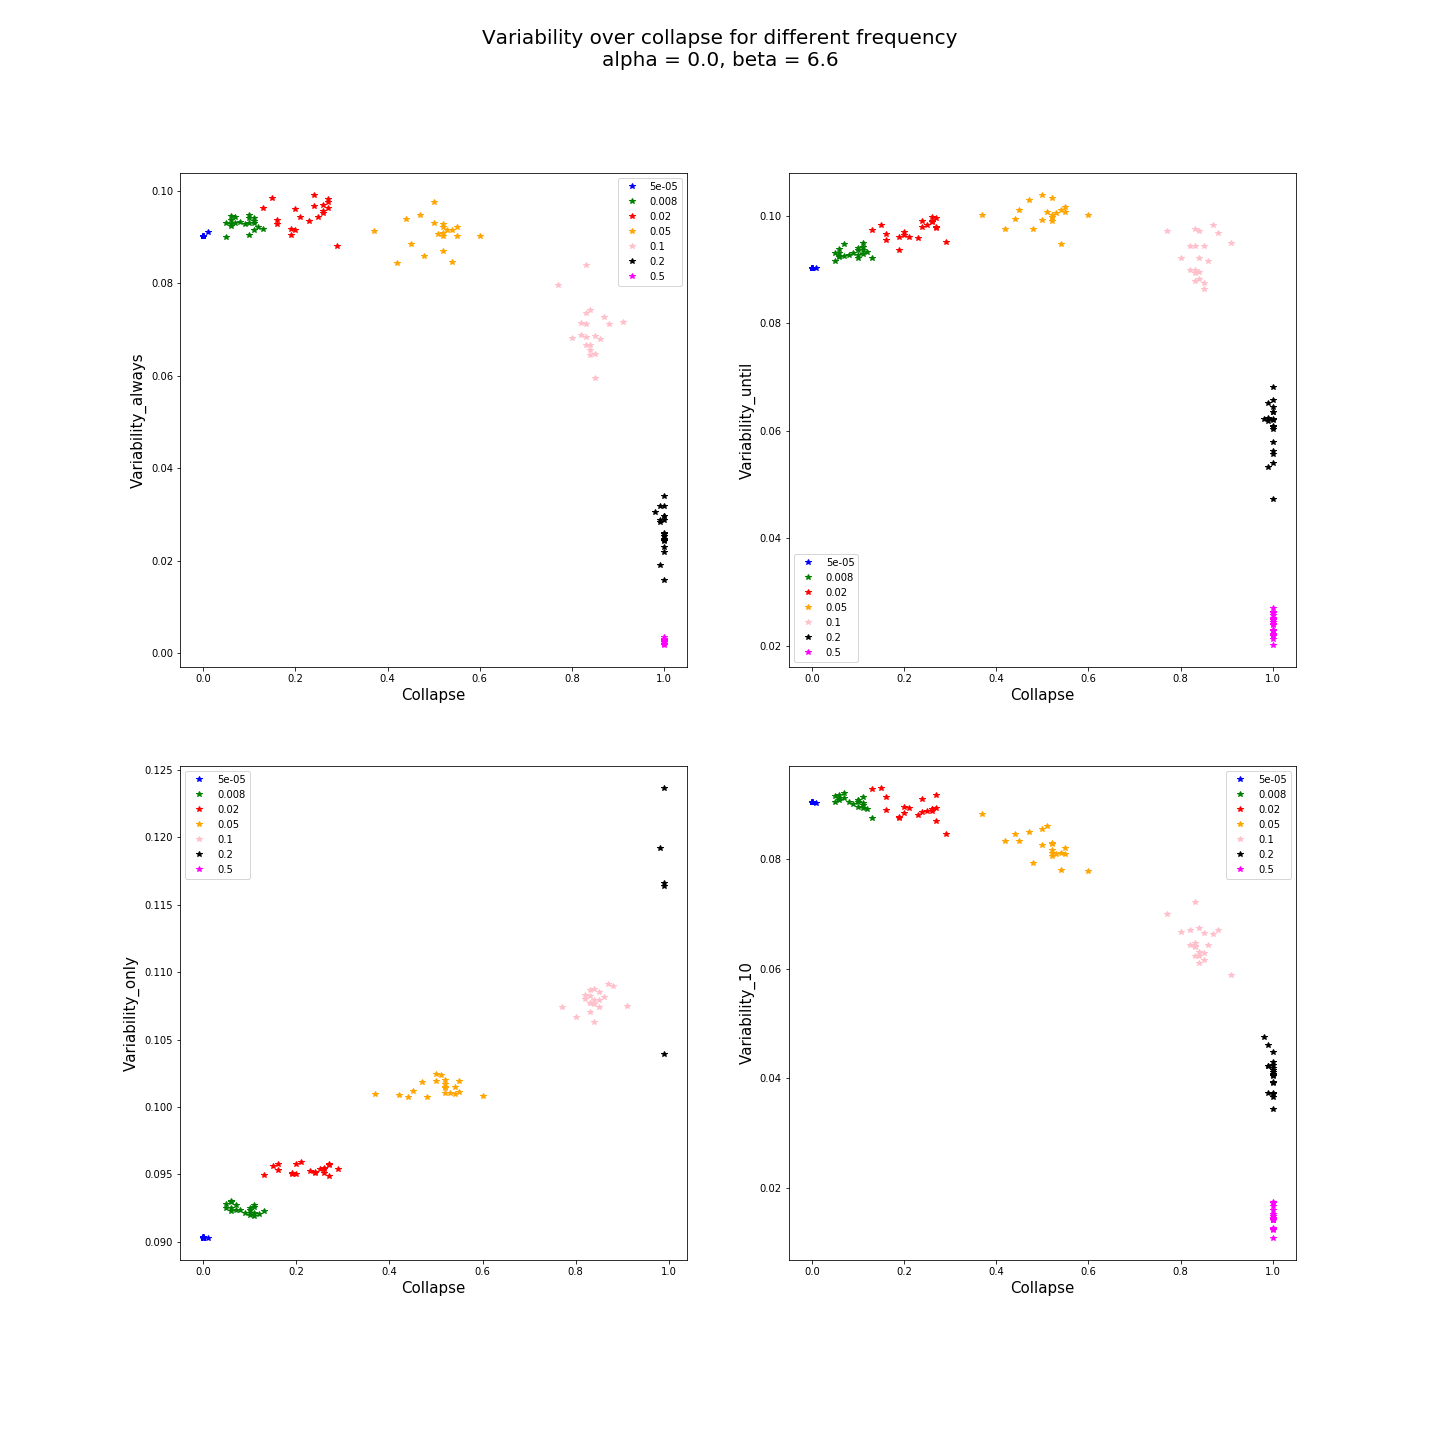 Variability over collapse for different frequency
alpha = 0.0, beta = 6.6
0.10
0.08
0.06
0.04
0.02
0.00
Variability_always
5e-05
0.008
0.02
0.05
0.1
0.2
0.5
0.0 0.2 0.4 0.6 0.8 1.0
Collapse
0.10
0.08
0.06
0.04
0.02
Variability_until
5e-05
0.008
0.02
0.05
0.1
0.2
0.5
0.0 0.2 0.4 0.6 0.8 1.0
Collapse
0.125
0.120
0.115
0.110
0.105
0.100
0.095
0.090
Variability_only
5e-05
0.008
0.02
0.05
0.1
0.2
0.5
0.0 0.2 0.4 0.6 0.8 1.0
Collapse
0.08
0.06
0.04
0.02
Variability_10
5e-05
0.008
0.02
0.05
0.1
0.2
0.5
0.0 0.2 0.4 0.6 0.8 1.0
Collapse